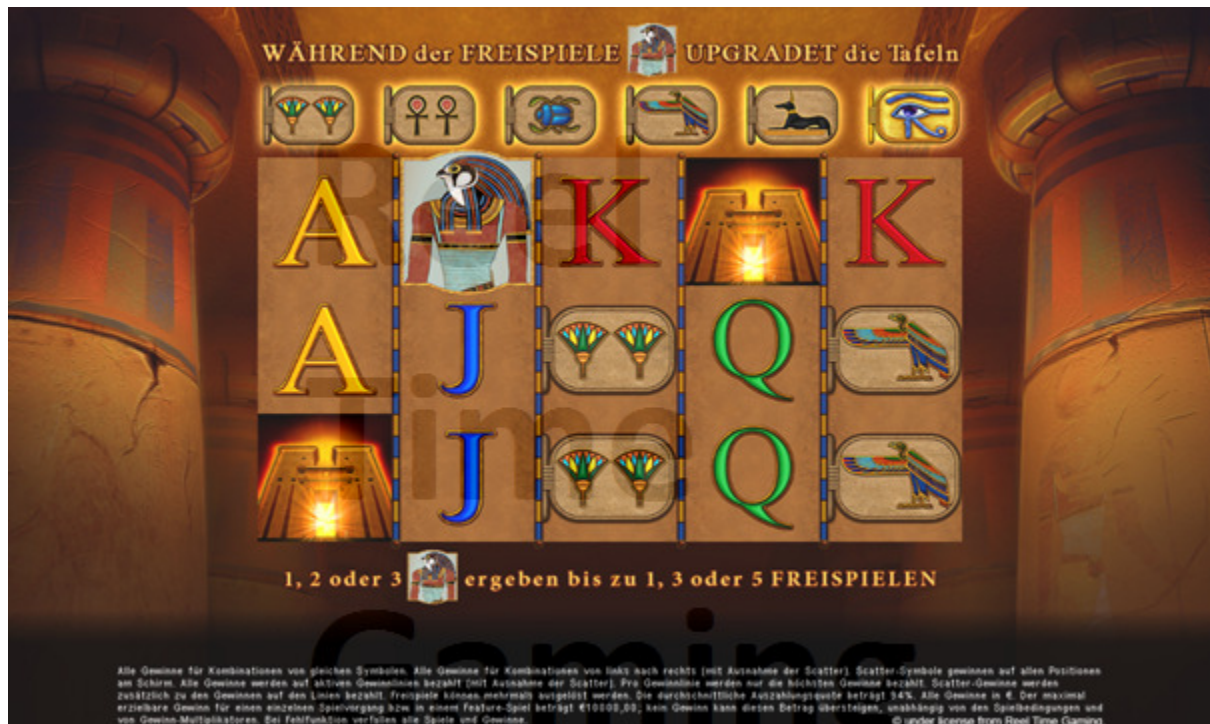 WÄHREND der FREISPIELE UPGRADET die Tafeln
A K K
A J Q
J Q
1, 2 oder 3 ergeben bis zu 1, 3 oder 5 FREISPIELEN
Reel
Time
Gaming
Alle Gewinne für Kombinationen von gleichen Symbolen. Alle Gewinne für Kombinationen von links nach rechts (mit Ausnahme der Scatter). Scatter-Symbole gewinnen auf allen Positionen
am Schirm. Alle Gewinne werden auf aktiven Gewinnlinien bezahlt (mit Ausnahme der Scatter). Pro Gewinnlinie werden nur die höchsten Gewinne bezahlt. Scatter-Gewinne werden
zusätzlich zu den Gewinnen auf den Linien bezahlt. Freispiele können mehrmals ausgelöst werden. Die durchschnittliche Auszahlungsquote beträgt 94%. Alle Gewinne in €. Der maximal
erzielbare Gewinn für einen einzelnen Spielvorgang bzw. in einem Feature-Spiel beträgt €10000,00, kein Gewinn kann diesen Betrag übersteigen, unabhängig von den Spielbedingungen und
von Gewinn-Multiplikatoren. Bei Fehlfunktion verfallen alle Spiele und Gewinne.
© under license from Reel Time Gaming